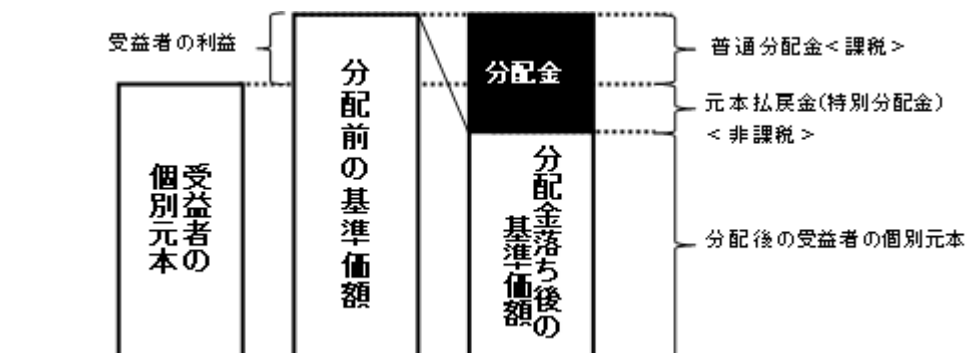 受益者の利益
受益者の
個別元本
分配前の基準価額
分配金
分配金落ち後の
基準価額
普通分配金<課税>
元本払戻金(特別分配金)
<非課税>
分配後の受益者の個別元本